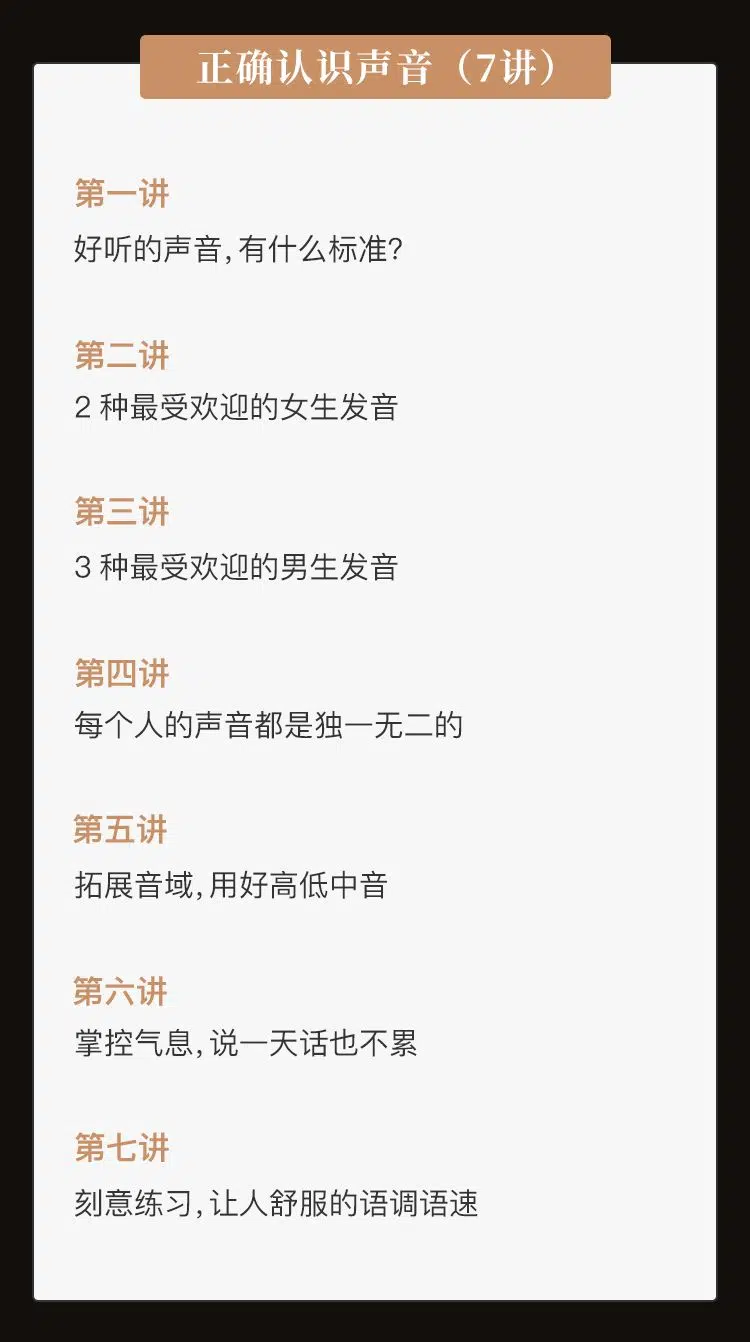 正确认识声音（7讲）
第一讲
好听的声音,有什么标准?
第二讲
2 种最受欢迎的女生发音
第三讲
3 种最受欢迎的男生发音
第四讲
每个人的声音都是独一无二的
第五讲
拓展音域,用好高低中音
第六讲
掌控气息,说一天话也不累
第七讲
刻意练习,让人舒服的语调语速